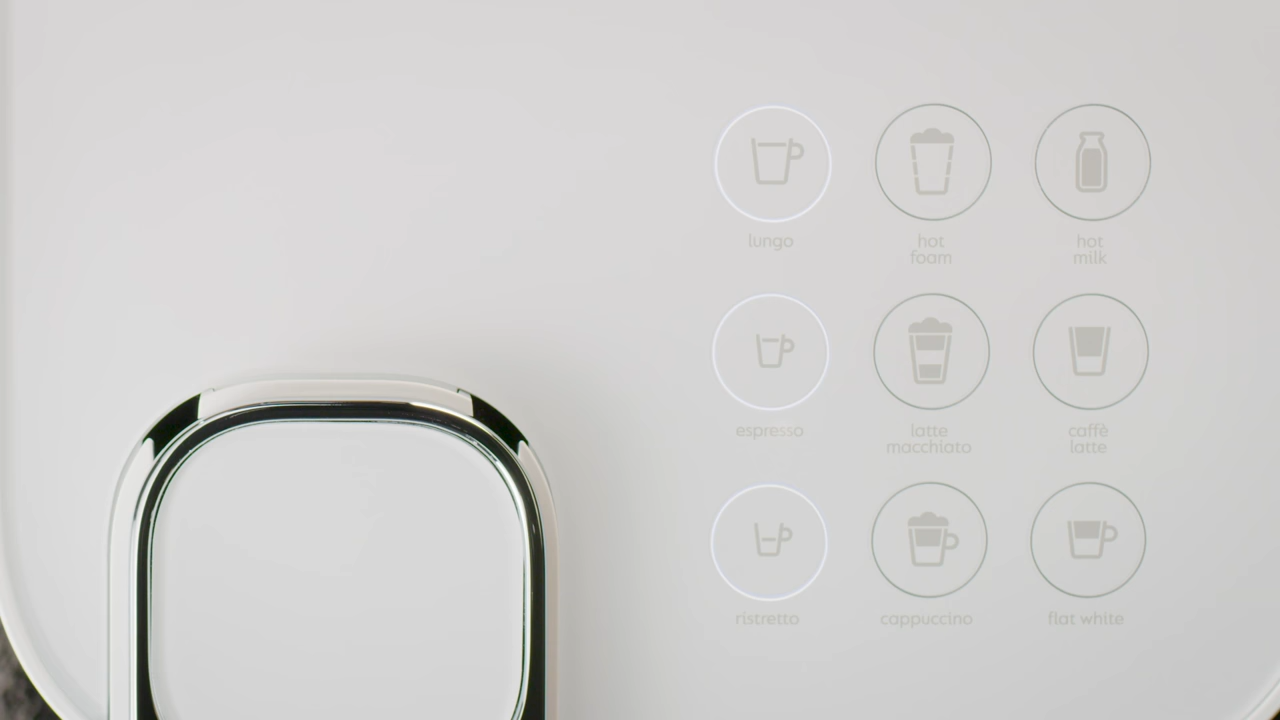 lungo
hot
foam
hot
milk
espresso
latte
macchiato
caffè
latte
ristretto
cappuccino
flat white